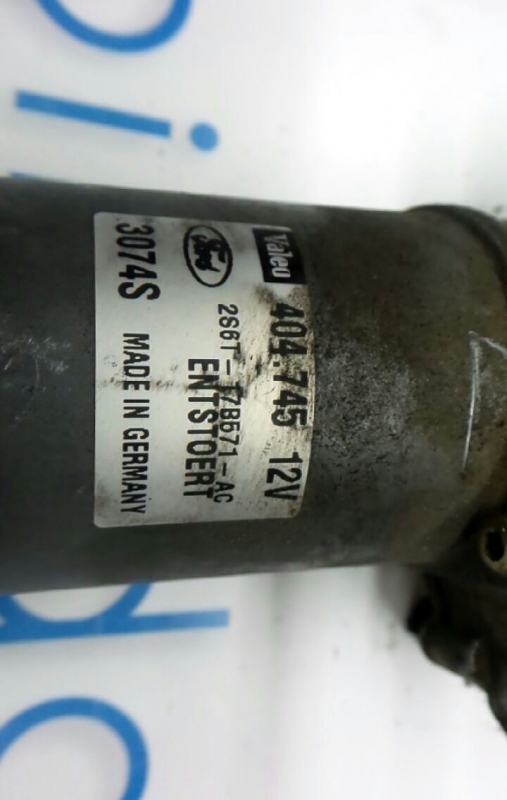 Valeo 404.745 12V
Ford 2S6T-17B571-AC
ENTSTOERT
3074S MADE IN GERMANY